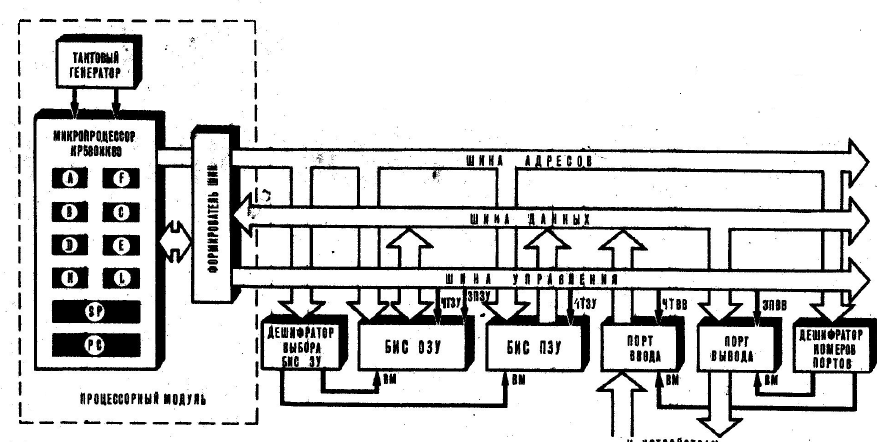 ТАКТОВЫЙ
ГЕНЕРАТОР
МИКРОПРОЦЕССОР
КР580ИК80
A F
B C
D E
H L
SP
PC
ФОРМИРОВАТЕЛЬ ШИН
ПРОЦЕССОРНЫЙ МОДУЛЬ
ШИНА АДРЕСОВ
ШИНА ДАННЫХ
ШИНА УПРАВЛЕНИЯ
ЧТЗУ
ЗПЗУ
ЧТЗУ
ЧТВВ
ЗПВВ
ДЕШИФРАТОР
ВЫБОРА
БИС ЗУ
БИС ОЗУ
БИС ПЗУ
ПОРТ
ВВОДА
ПОРТ
ВЫВОДА
ДЕШИФРАТОР
НОМЕРОВ
ПОРТОВ
ВМ
ВМ
ВМ
ВМ